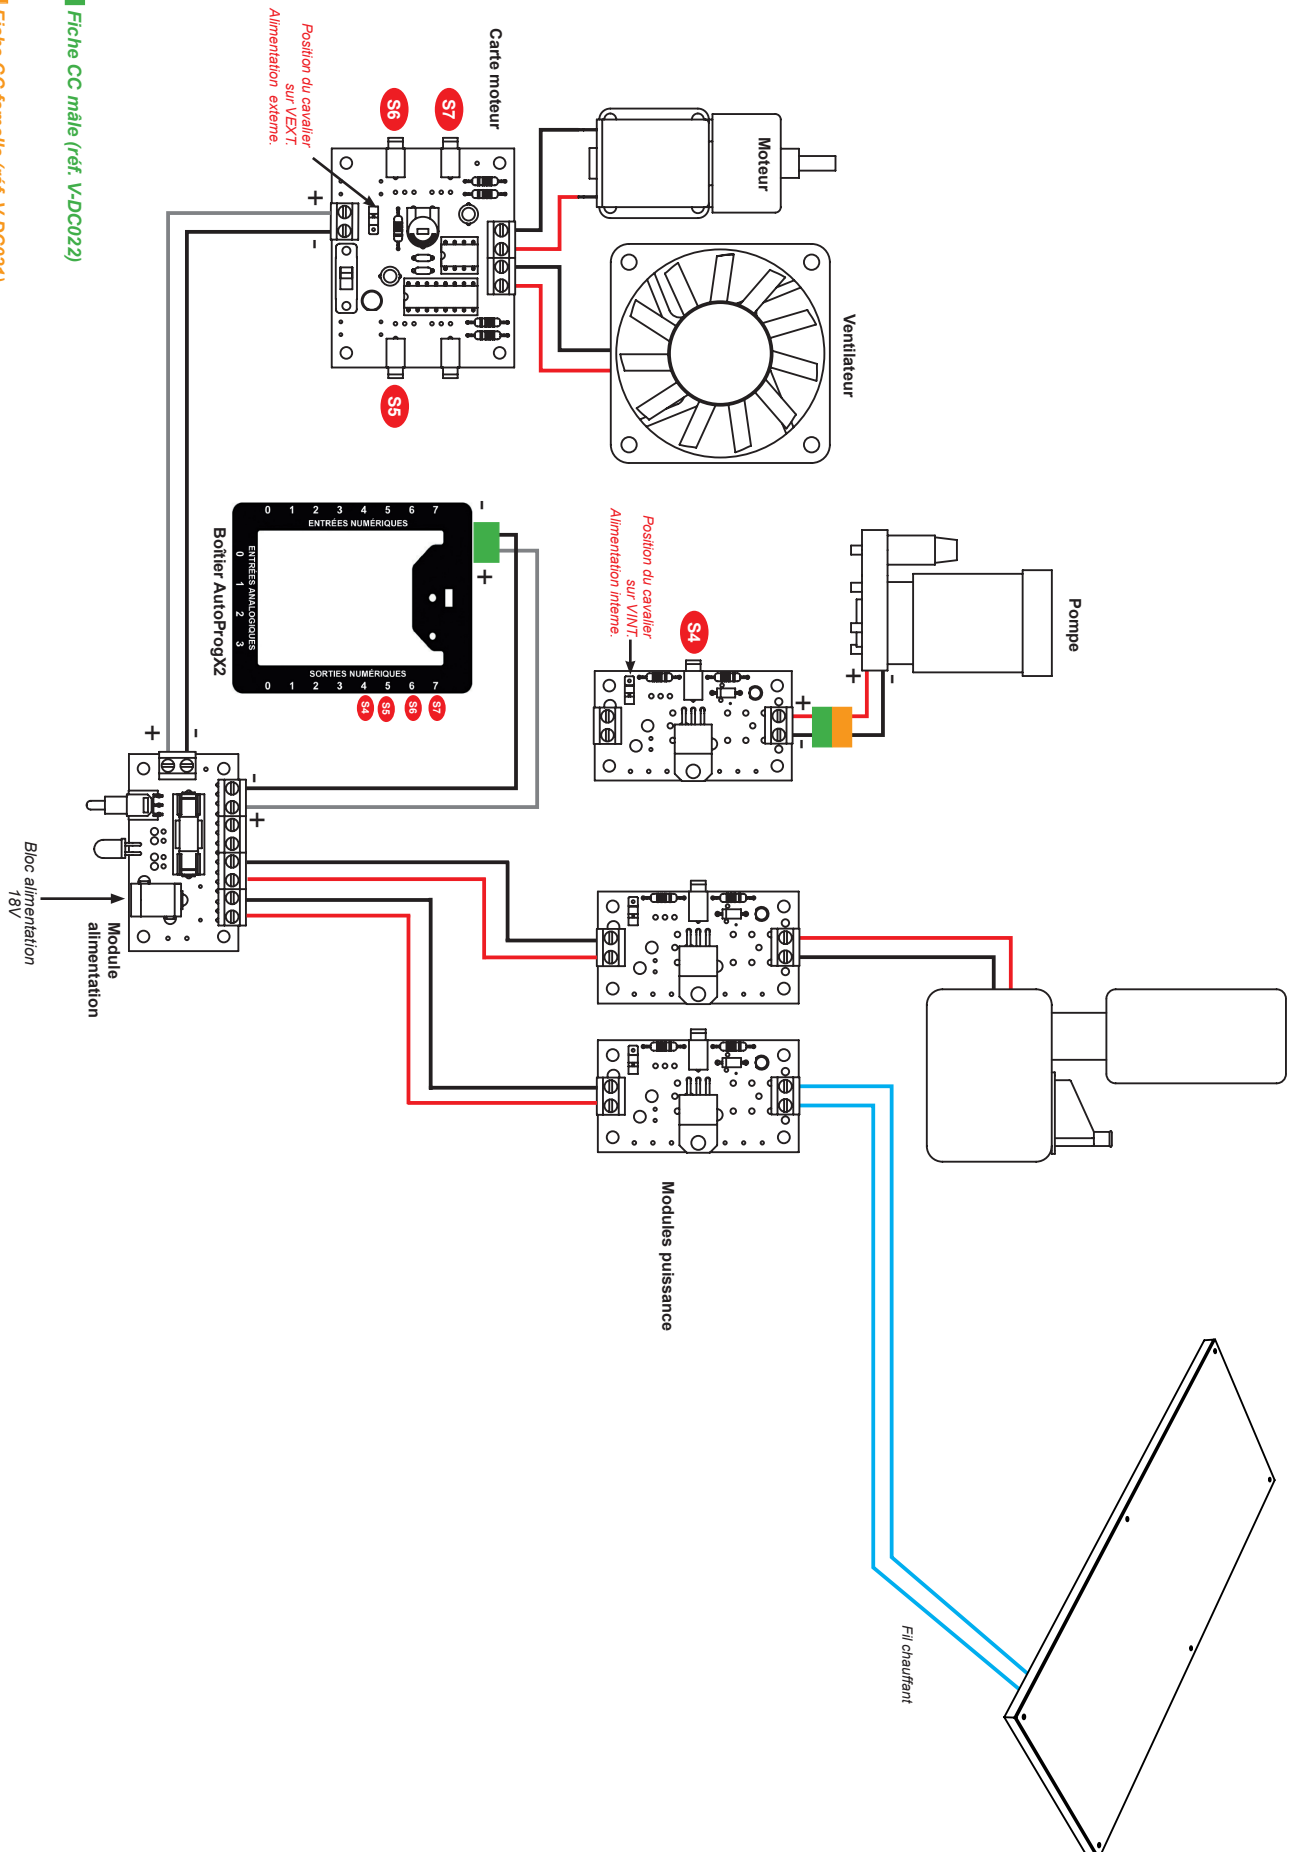 Fiche CC mâle (réf. V-DC022)
Carte moteur
Position du cavalier
sur VEXT.
Alimentation externe.
S6
S7
S5
+
-
Moteur
Ventilateur
Pompe
+
-
Position du cavalier
sur VINT.
Alimentation interne.
S4
+
-
Boîtier AutoProgX2
ENTRÉES NUMÉRIQUES
0 1 2 3 4 5 6 7
ENTRÉES ANALOGIQUES
0 1 2 3
SORTIES NUMÉRIQUES
0 1 2 3 4 5 6 7
S4 S5 S6 S7
-
+
+
-
-
+
Module
alimentation
Bloc alimentation
18V
Modules puissance
Fil chauffant